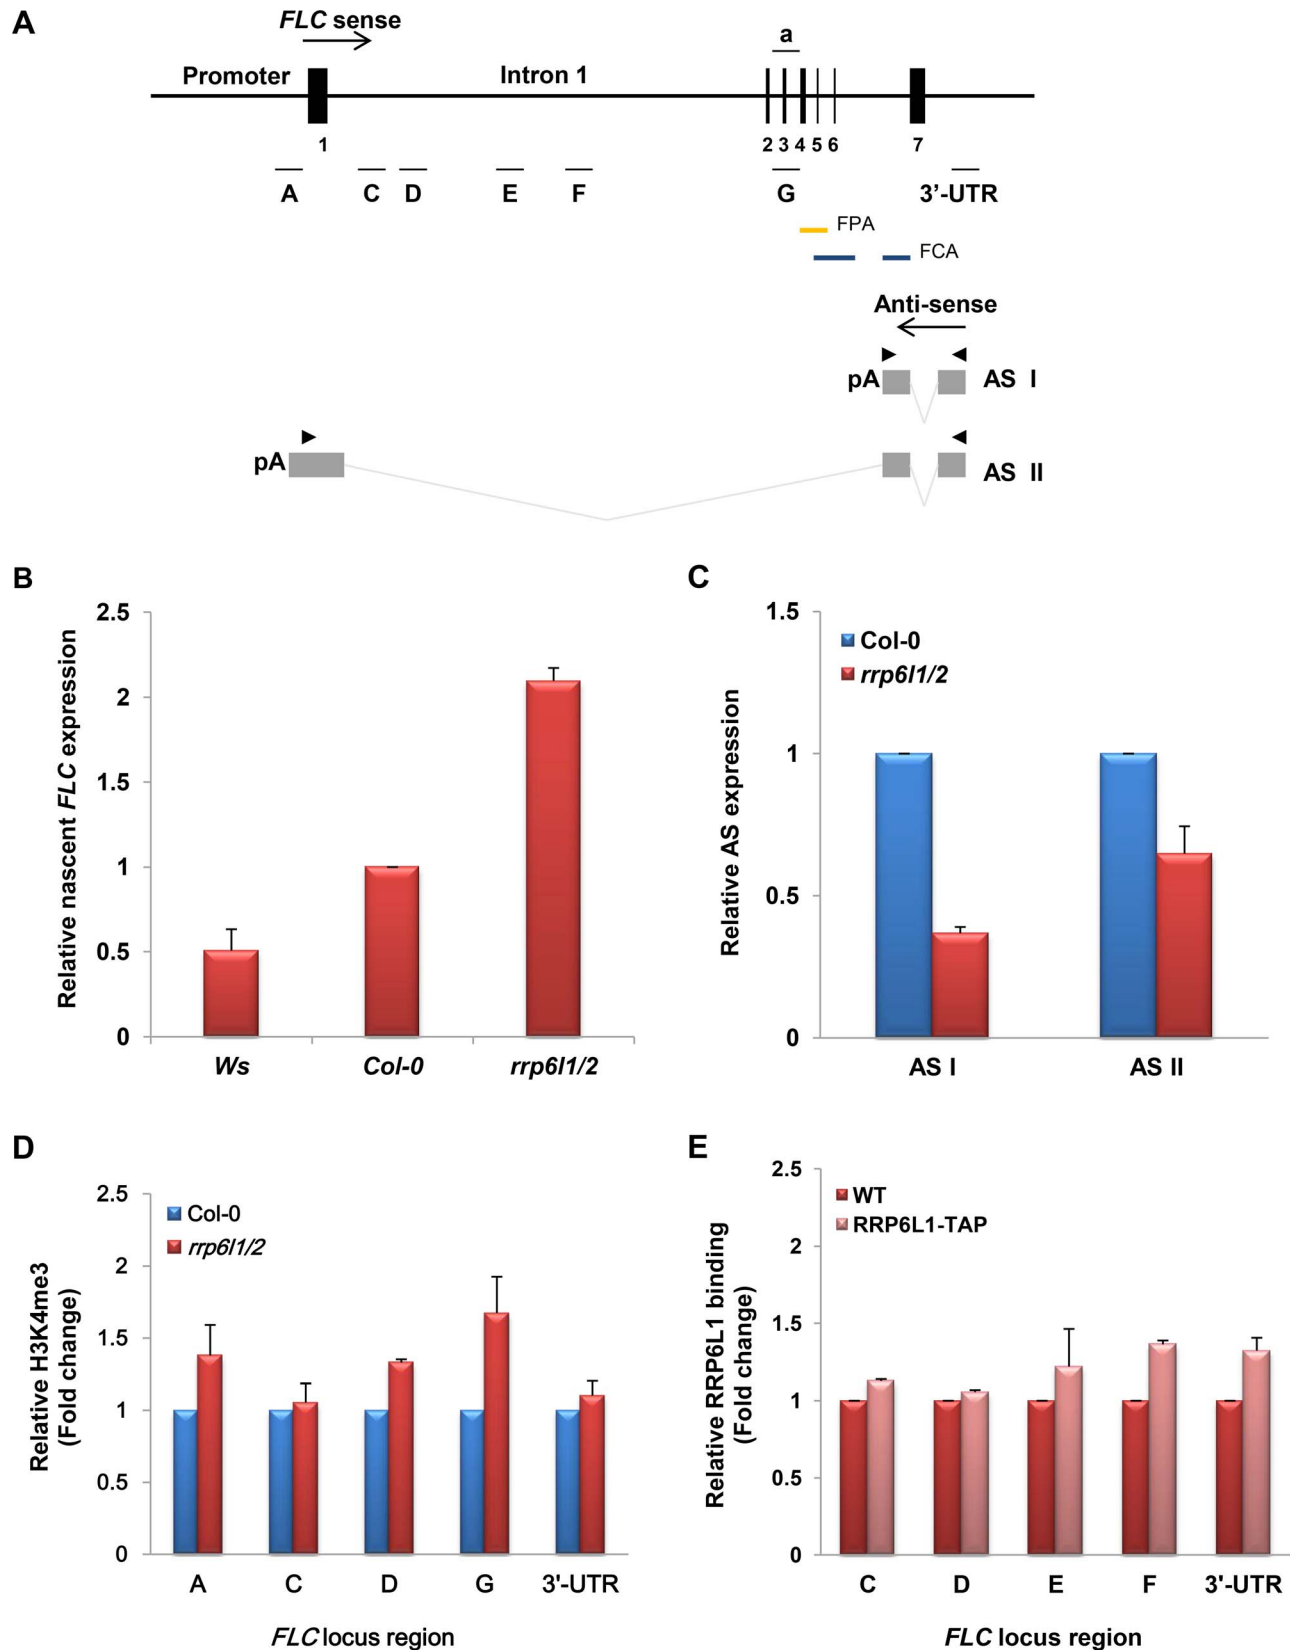 A
FLC sense
a
Promoter
Intron 1
1
2 3 4 5 6
7
A C D E F G 3’-UTR
FPA
FCA
Anti-sense
pA AS I
pA AS II
B
Relative nascent FLC expression
2.5
2
1.5
1
0.5
0
Ws Col-0 rrp6l1/2
C
Relative AS expression
1.5
1
0.5
0
Col-0
rrp6l1/2
AS I AS II
D
Relative H3K4me3
(Fold change)
2.5
2
1.5
1
0.5
0
Col-0
rrp6l1/2
A C D G 3'-UTR
FLC locus region
E
Relative RRP6L1 binding
(Fold change)
2.5
2
1.5
1
0.5
0
WT
RRP6L1-TAP
C D E F 3'-UTR
FLC locus region